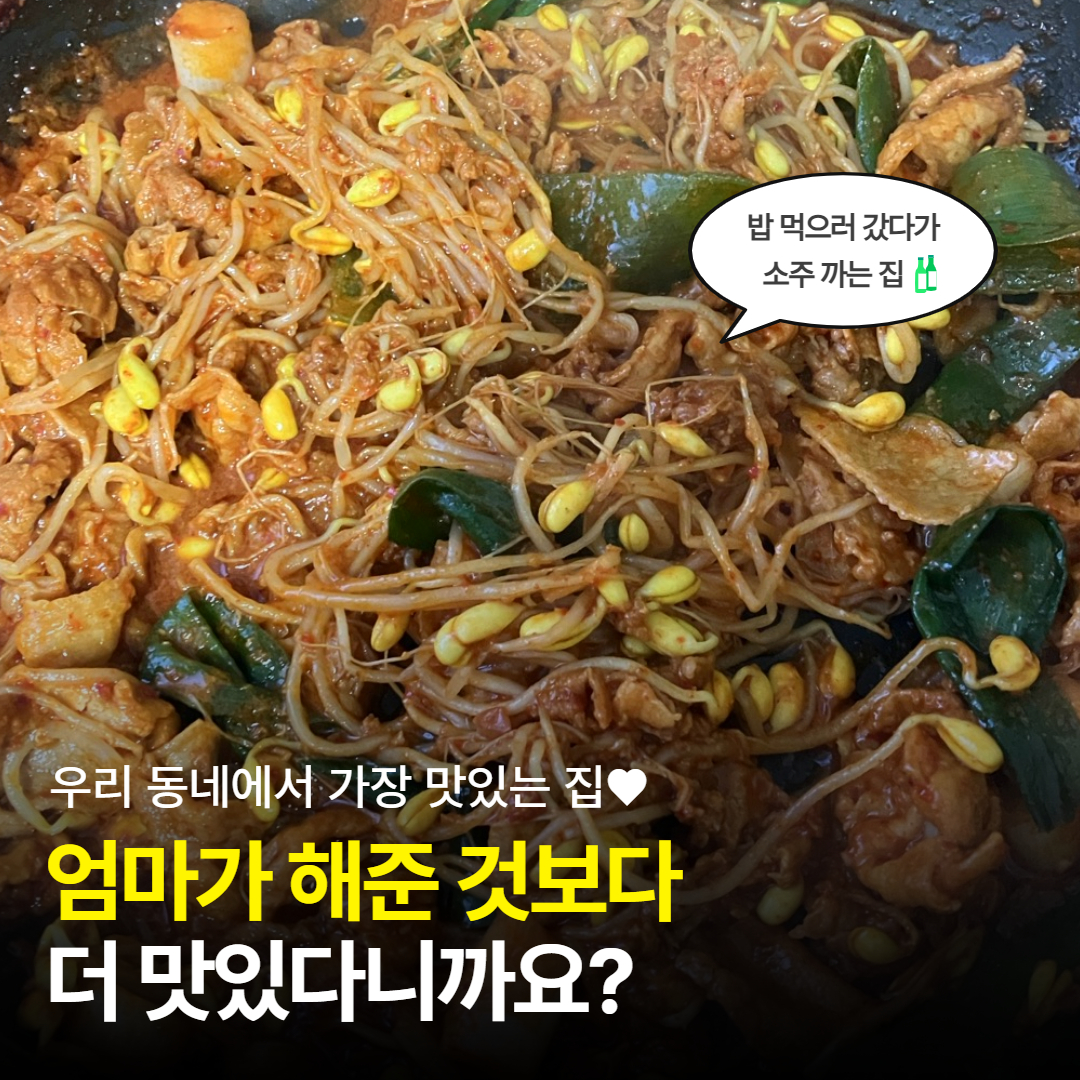 밥 먹으러 갔다가
소주 까는 집
우리 동네에서 가장 맛있는 집♥
엄마가 해준 것보다
더 맛있다니까요?